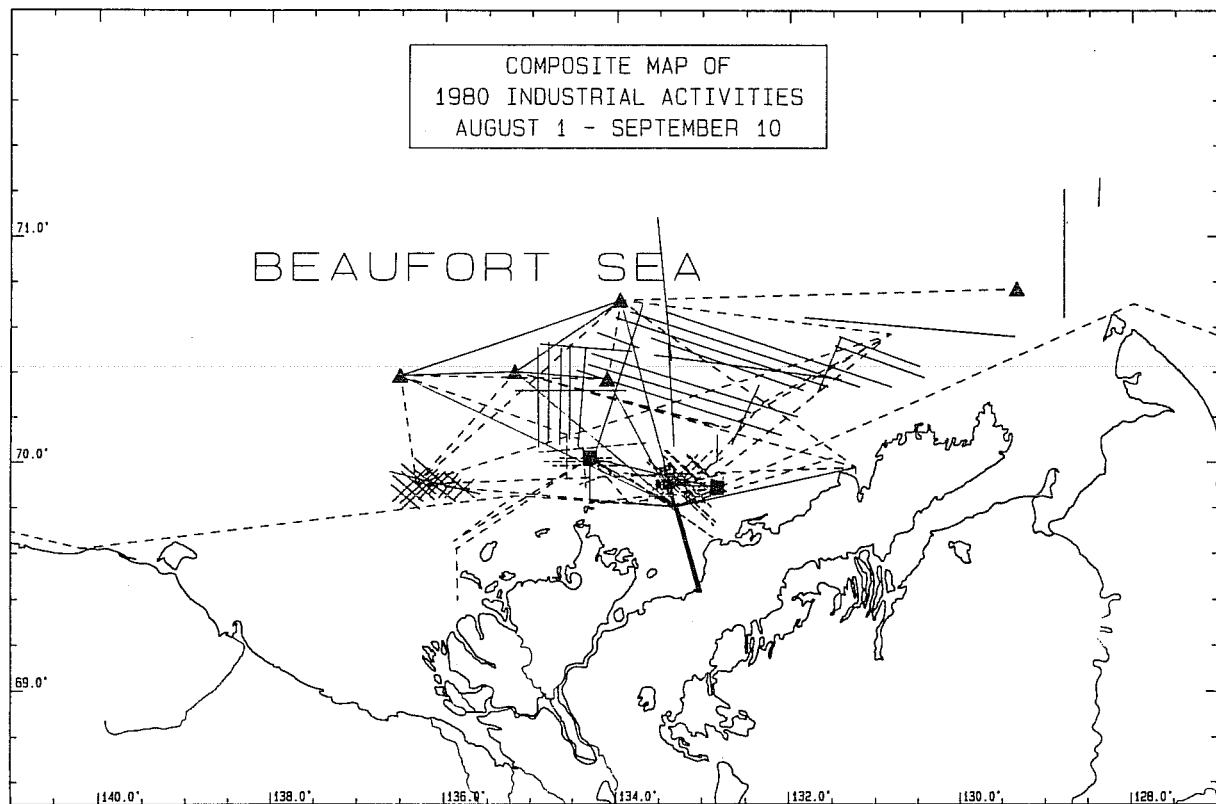 COMPOSITE MAP OF
1980 INDUSTRIAL ACTIVITIES
AUGUST 1 - SEPTEMBER 10
71.0'
BEAUFORT SEA
70.0'
69.0'
140.0' 138.0' 136.0' 134.0' 132.0' 130.0' 128.0'